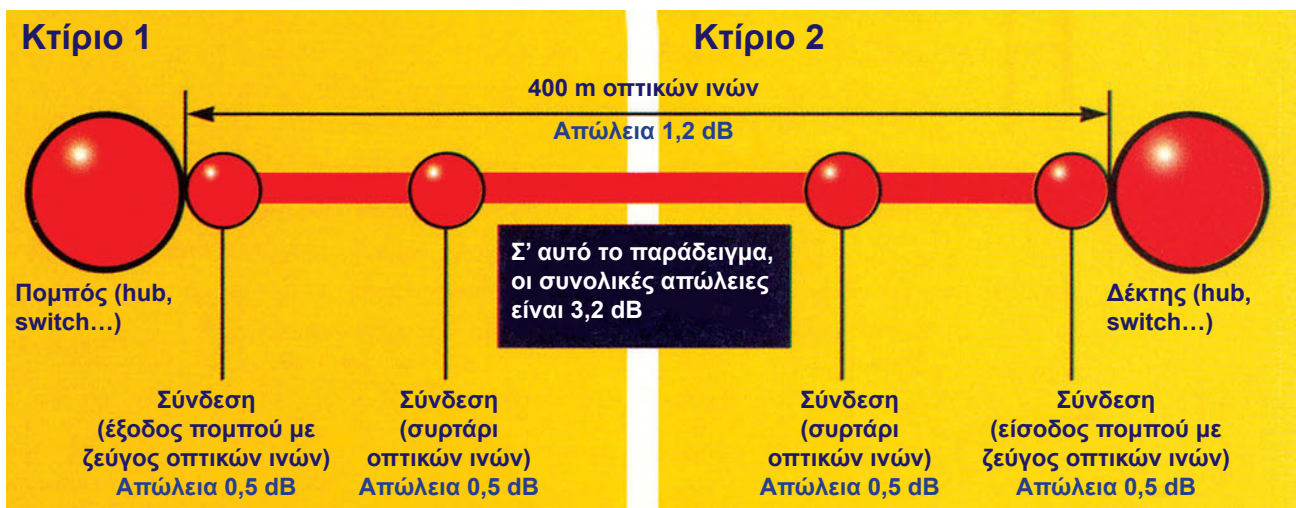 Κτίριο 1
Κτίριο 2
400 m οπτικών ινών
Απώλεια 1,2 dB
Σ’ αυτό το παράδειγμα,
οι συνολικές απώλειες
είναι 3,2 dB
Πομπός (hub,
switch…)
Δέκτης (hub,
switch…)
Σύνδεση
(έξοδος πομπού με
ζεύγος οπτικών ινών)
Απώλεια 0,5 dB
Σύνδεση
(συρτάρι
οπτικών ινών)
Απώλεια 0,5 dB
Σύνδεση
(συρτάρι
οπτικών ινών)
Απώλεια 0,5 dB
Σύνδεση
(είσοδος πομπού με
ζεύγος οπτικών ινών)
Απώλεια 0,5 dB